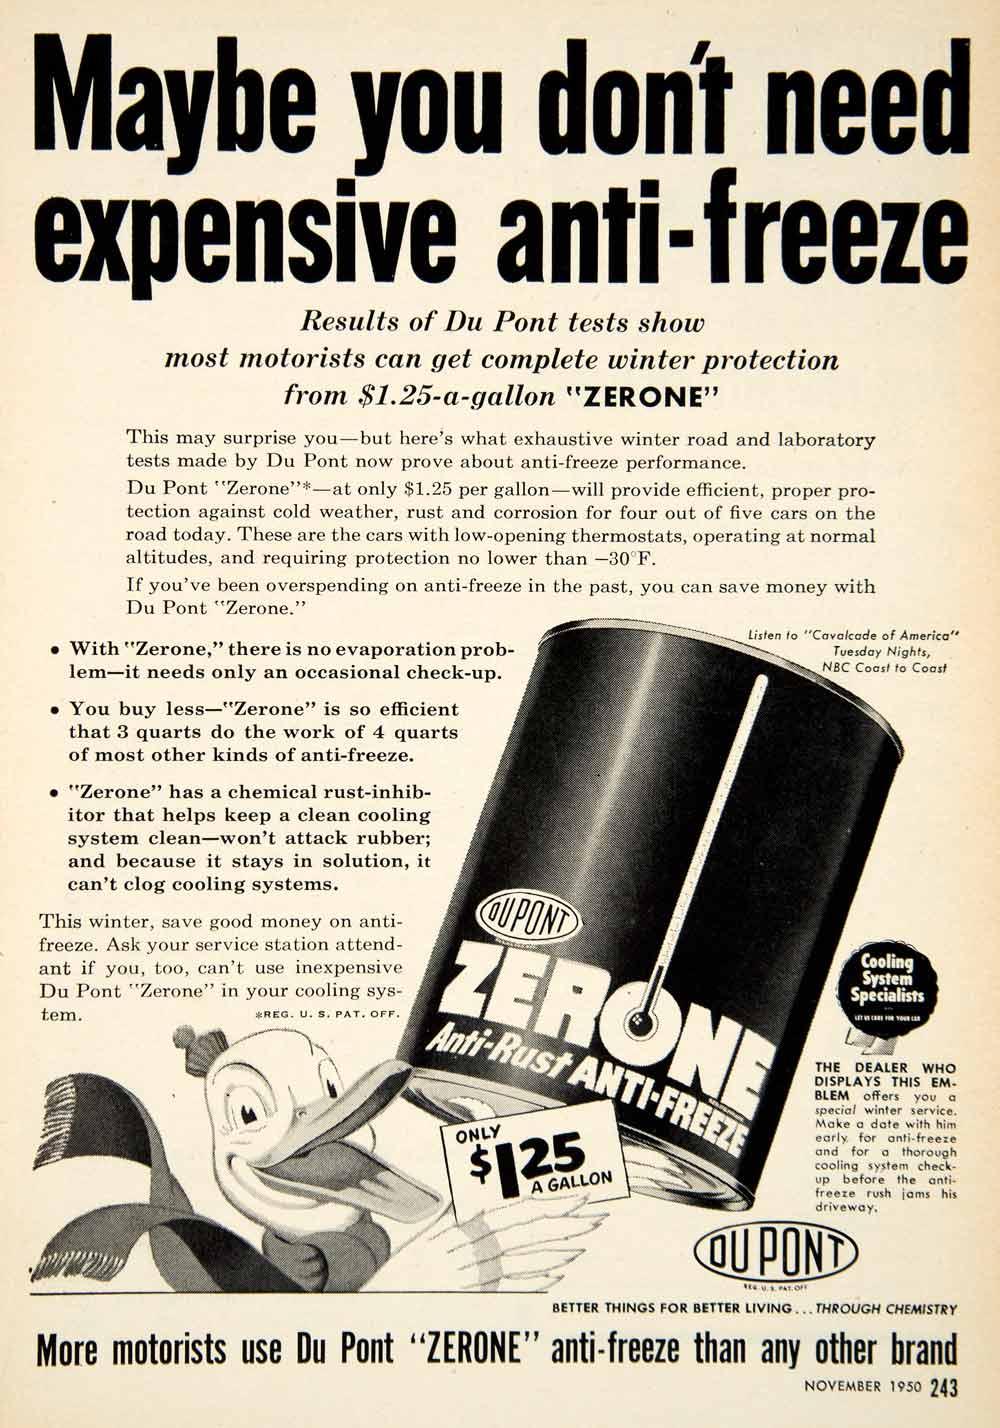 Maybe you don't need
expensive anti-freeze
Results of Du Pont tests show
most motorists can get complete winter protection
from $1.25-a-gallon "ZERONE"
This may surprise you—but here's what exhaustive winter road and laboratory
tests made by Du Pont now prove about anti-freeze performance.
Du Pont "Zerone"*—at only $1.25 per gallon—will provide efficient, proper pro-
tection against cold weather, rust and corrosion for four out of five cars on the
road today. These are the cars with low-opening thermostats, operating at normal
altitudes, and requiring protection no lower than —30°F.
If you've been overspending on anti-freeze in the past, you can save money with
Du Pont "Zerone."
• With "Zerone," there is no evaporation prob-
lem—it needs only an occasional check-up.
• You buy less—"Zerone" is so efficient
that 3 quarts do the work of 4 quarts
of most other kinds of anti-freeze.
• "Zerone" has a chemical rust-inhib-
itor that helps keep a clean cooling
system clean—won't attack rubber;
and because it stays in solution, it
can't clog cooling systems.
This winter, save good money on anti-
freeze. Ask your service station attend-
ant if you, too, can't use inexpensive
Du Pont "Zerone" in your cooling sys-
tem. *REG. U. S. PAT. OFF.
Listen to "Cavalcade of America"
Tuesday Nights,
NBC Coast to Coast
DU PONT
ZERONE
Anti-Rust ANTI-FREEZE
ONLY
$1.25
A GALLON
Cooling
System
Specialists
LET US CARE FOR YOUR CAR
THE DEALER WHO
DISPLAYS THIS EM-
BLEM offers you a
special winter service.
Make a date with him
early for anti-freeze
and for a thorough
cooling system check-
up before the anti-
freeze rush jams his
driveway.
DU PONT
REG. U. S. PAT. OFF
BETTER THINGS FOR BETTER LIVING...THROUGH CHEMISTRY
More motorists use Du Pont "ZERONE" anti-freeze than any other brand
NOVEMBER 1950 243